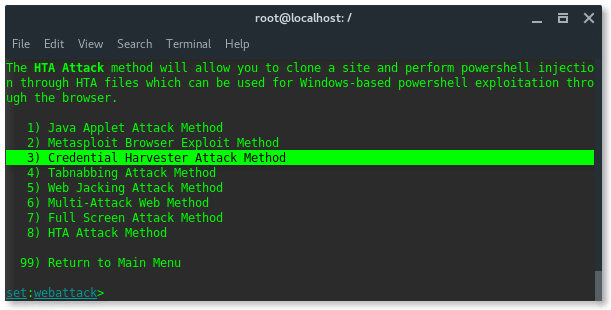 root@localhost: /
File Edit View Search Terminal Help
The HTA Attack method will allow you to clone a site and perform powershell injectio
n through HTA files which can be used for Windows-based powershell exploitation thro
ugh the browser.
1) Java Applet Attack Method
2) Metasploit Browser Exploit Method
3) Credential Harvester Attack Method
4) Tabnabbing Attack Method
5) Web Jacking Attack Method
6) Multi-Attack Web Method
7) Full Screen Attack Method
8) HTA Attack Method
99) Return to Main Menu
set:webattack>